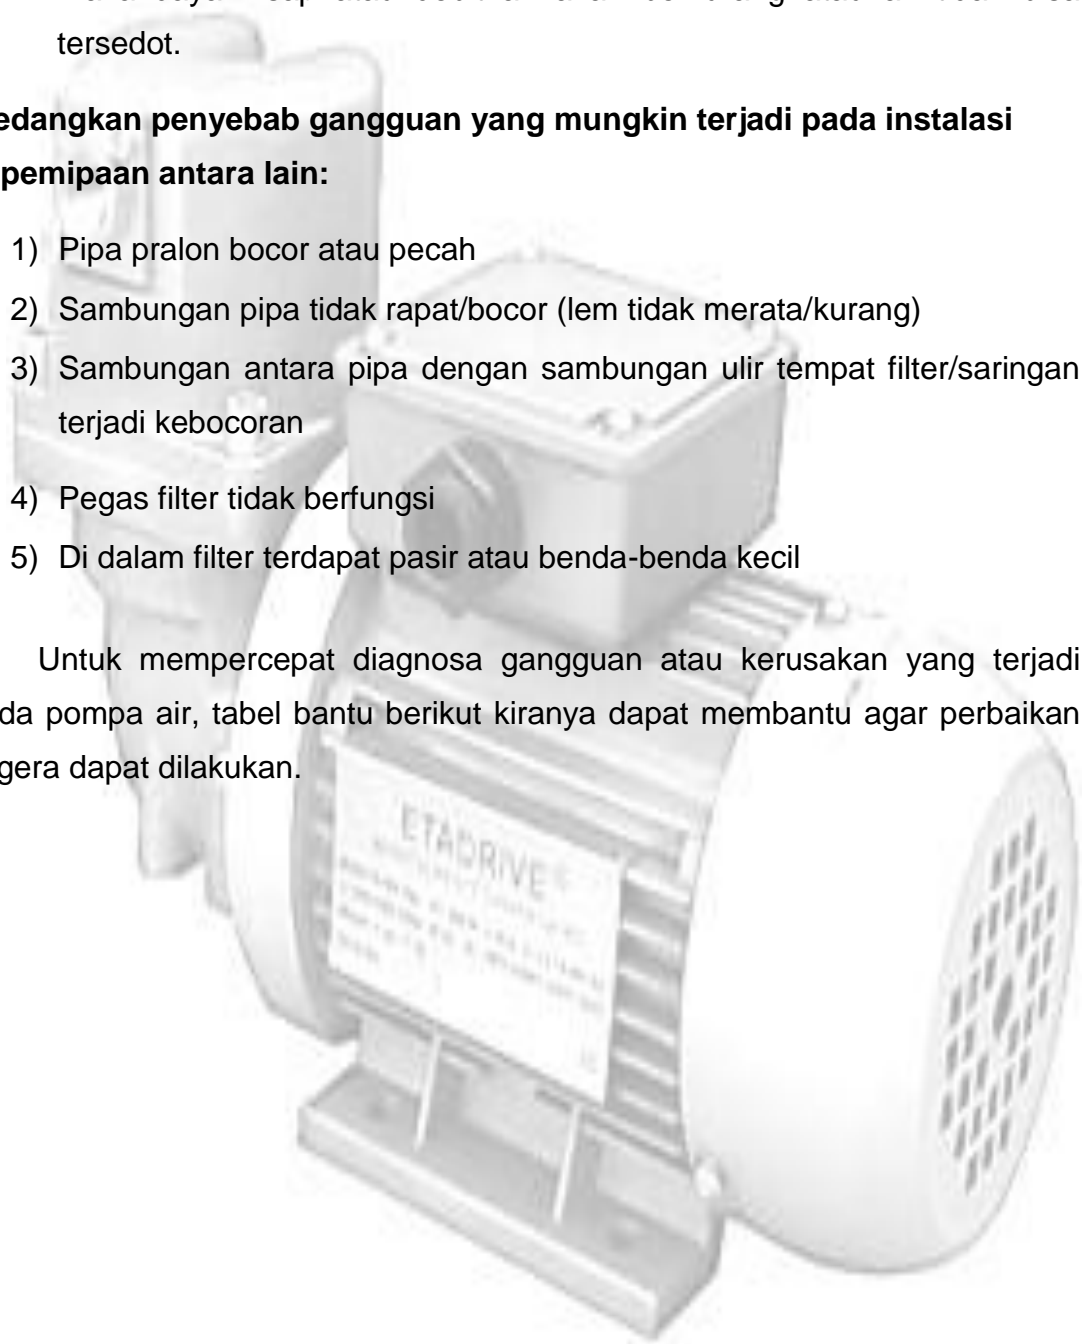 tersedot.
edangkan penyebab gangguan yang mungkin terjadi pada instalasi
pemipaan antara lain:
1) Pipa pralon bocor atau pecah
2) Sambungan pipa tidak rapat/bocor (lem tidak merata/kurang)
3) Sambungan antara pipa dengan sambungan ulir tempat filter/saringan
terjadi kebocoran
4) Pegas filter tidak berfungsi
5) Di dalam filter terdapat pasir atau benda-benda kecil
Untuk mempercepat diagnosa gangguan atau kerusakan yang terjadi
da pompa air, tabel bantu berikut kiranya dapat membantu agar perbaikan
gera dapat dilakukan.
ETADRIVE